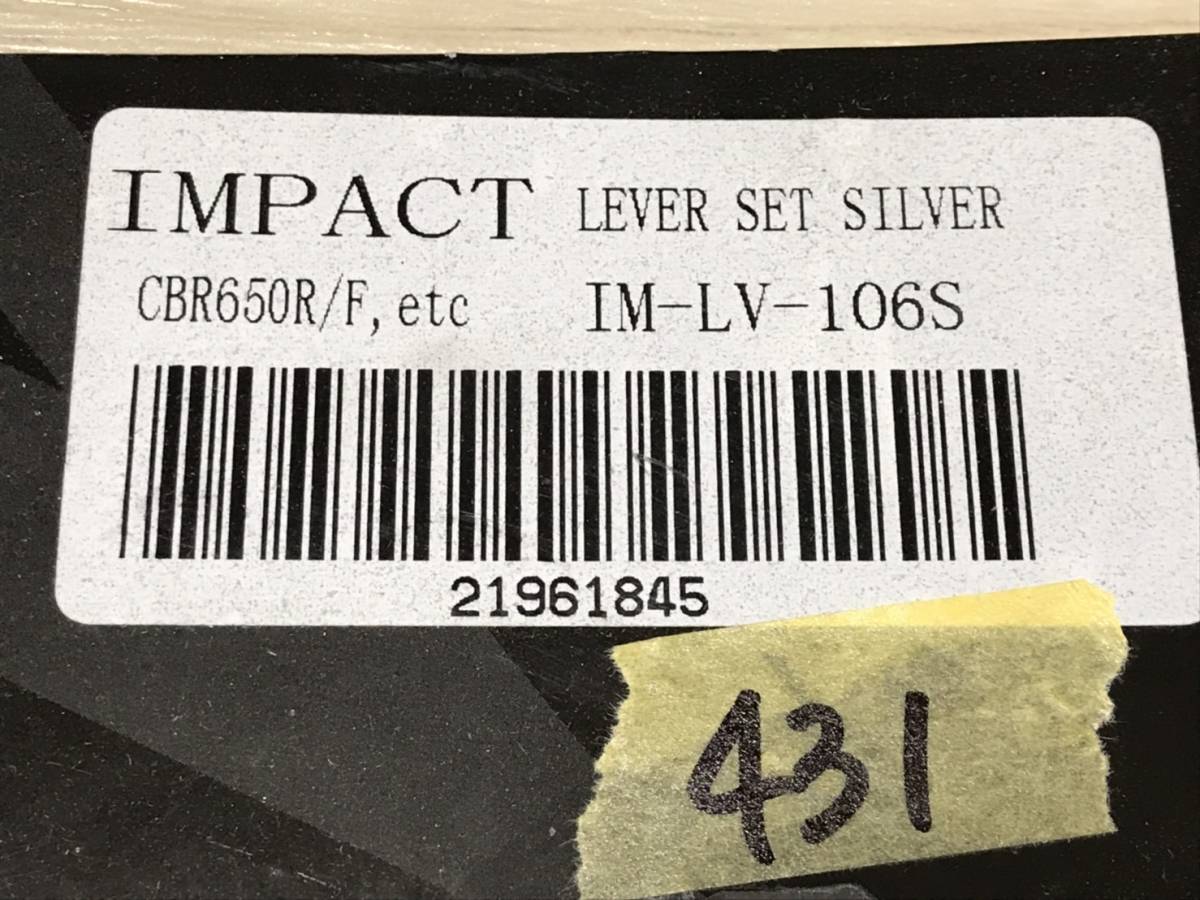 IMPACT LEVER SET SILVER
CBR650R/F, etc IM-LV-106S
21961845
431